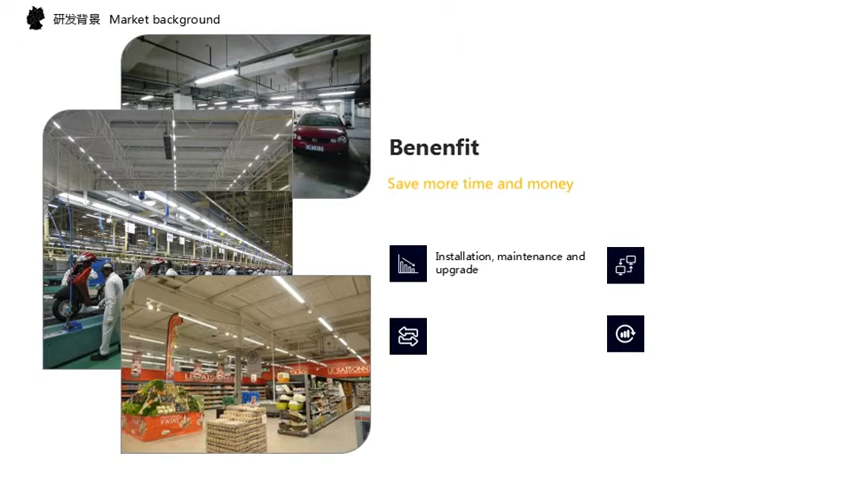 研发背景 Market background
Benenfit
Save more time and money
Installation, maintenance and
upgrade